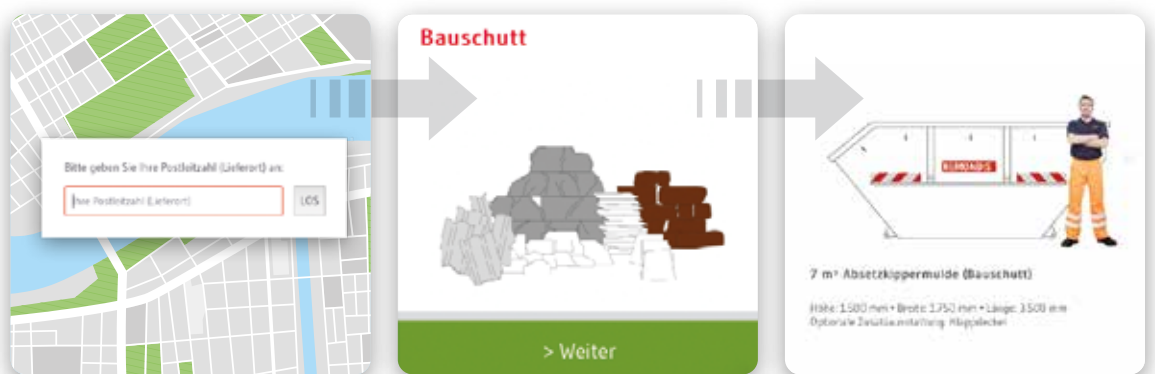 Bitte geben Sie Ihre Postleitzahl (Lieferort) an:
Ihre Postleitzahl (Lieferort)
LOS
Bauschutt
> Weiter
REMONDIS
7 m³ Absetzkippermulde (Bauschutt)
Höhe: 1.500 mm • Breite: 1.750 mm • Länge: 3.500 mm
Optionale Zusatzausstattung: Klappdeckel